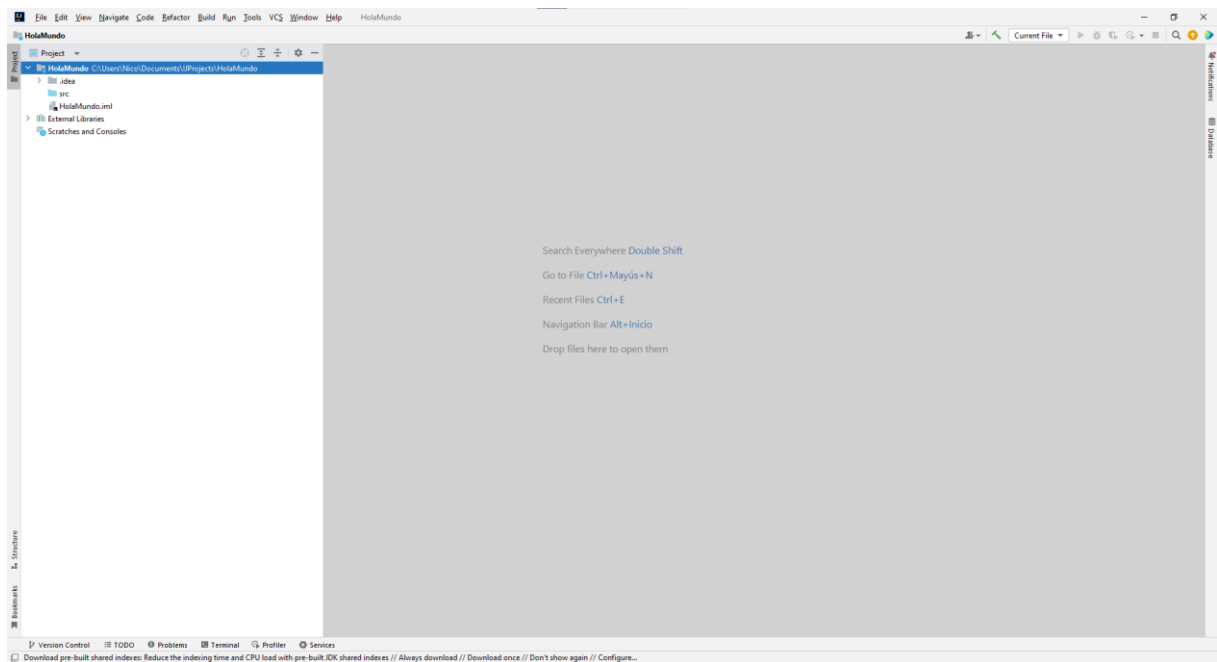 File Edit View Navigate Code Refactor Build Run Tools VCS Window Help HolaMundo
HolaMundo
Current File
Project
Project
HolaMundo C:\Users\Nico\Documents\IJProjects\HolaMundo
.idea
src
HolaMundo.iml
External Libraries
Scratches and Consoles
Search Everywhere Double Shift
Go to File Ctrl+Mayús+N
Recent Files Ctrl+E
Navigation Bar Alt+Inicio
Drop files here to open them
Notifications
Database
Structure
Bookmarks
Version Control TODO Problems Terminal Profiler Services
Download pre-built shared indexes: Reduce the indexing time and CPU load with pre-built JDK shared indexes // Always download // Download once // Don't show again // Configure...